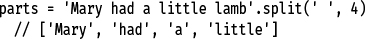 parts = 'Mary had a little lamb'.split(' ', 4)
// ['Mary', 'had', 'a', 'little']